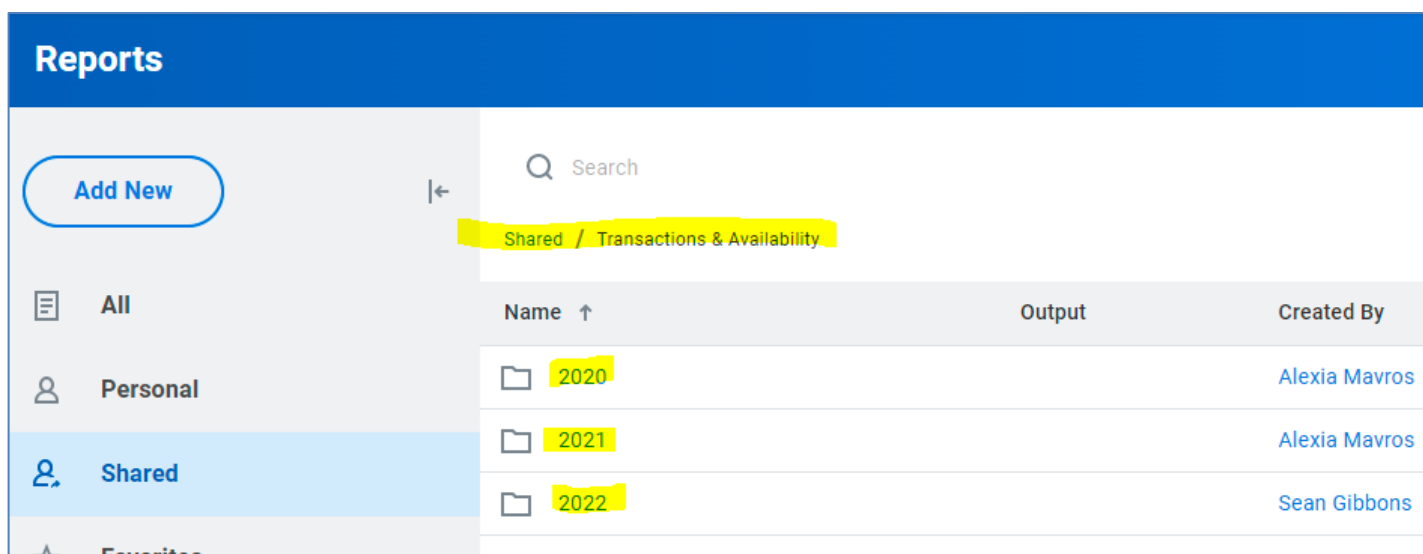 Reports
Add New
Search
Shared / Transactions & Availability
All
Personal
Shared
Favorites
Name Output Created By
2020 Alexia Mavros
2021 Alexia Mavros
2022 Sean Gibbons